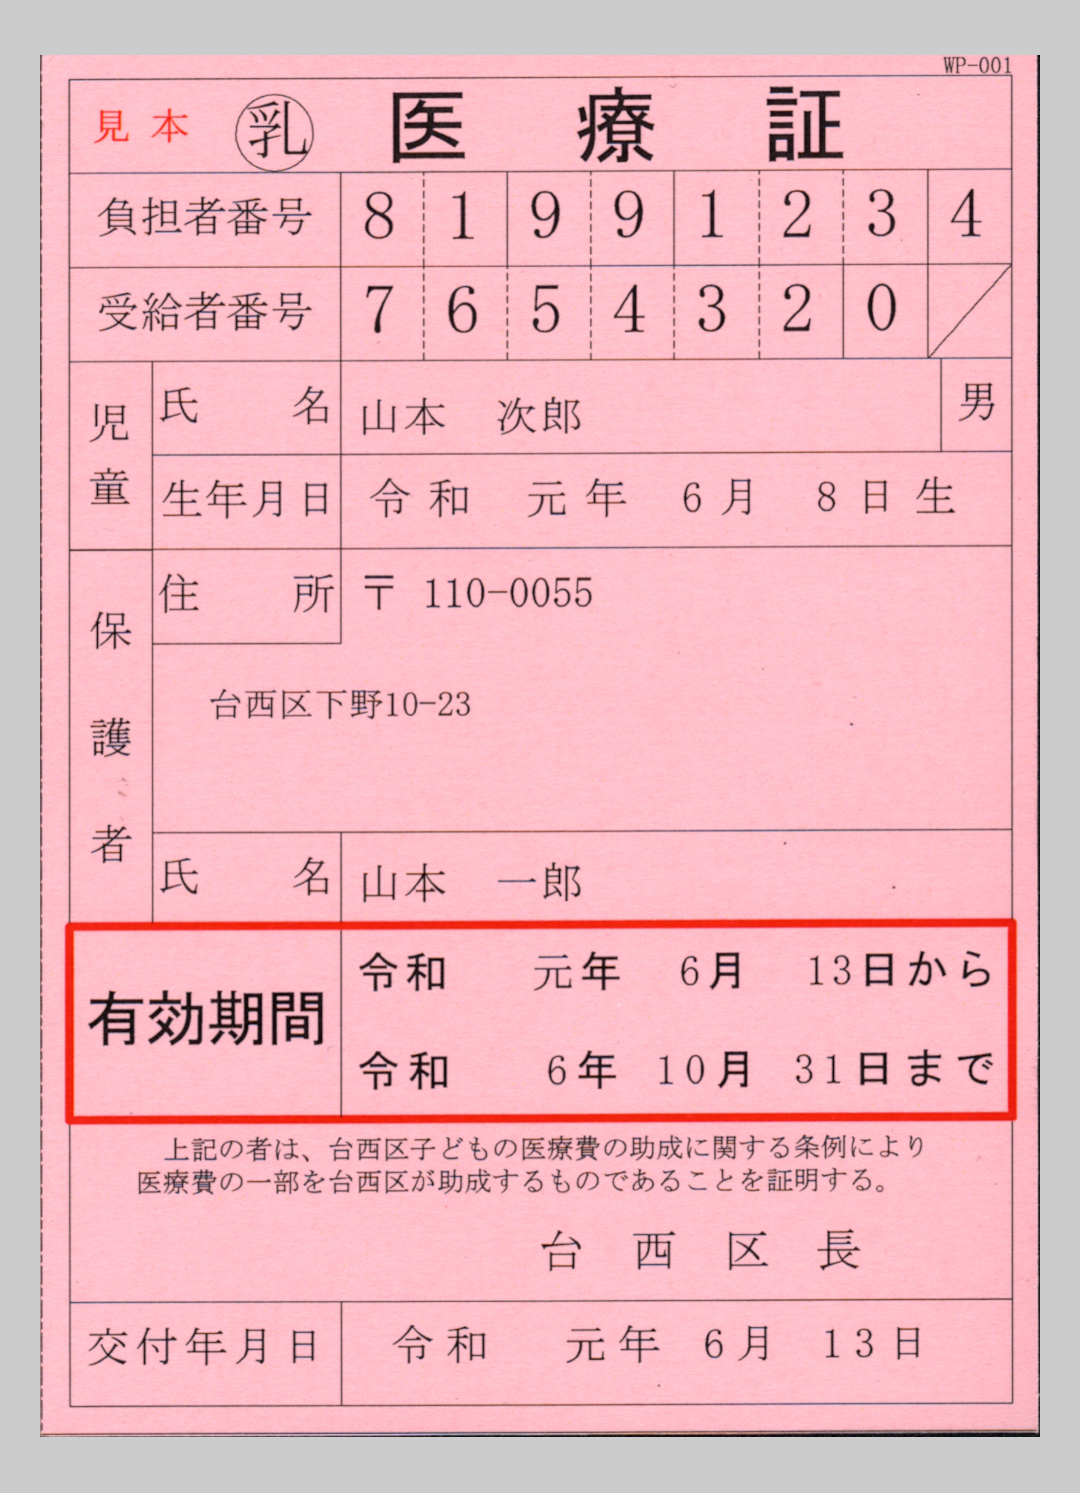 WP-001
見本 乳 医療証
負担者番号 8 1 9 9 1 2 3 4
受給者番号 7 6 5 4 3 2 0
児童 氏名 山本 次郎 男
生年月日 令和 元年 6月 8日生
保護者 住所 〒 110-0055
台西区下野10-23
氏名 山本 一郎
有効期間 令和 元年 6月 13日から
令和 6年 10月 31日まで
上記の者は、台西区子どもの医療費の助成に関する条例により
医療費の一部を台西区が助成するものであることを証明する。
台西区長
交付年月日 令和 元年 6月 13日